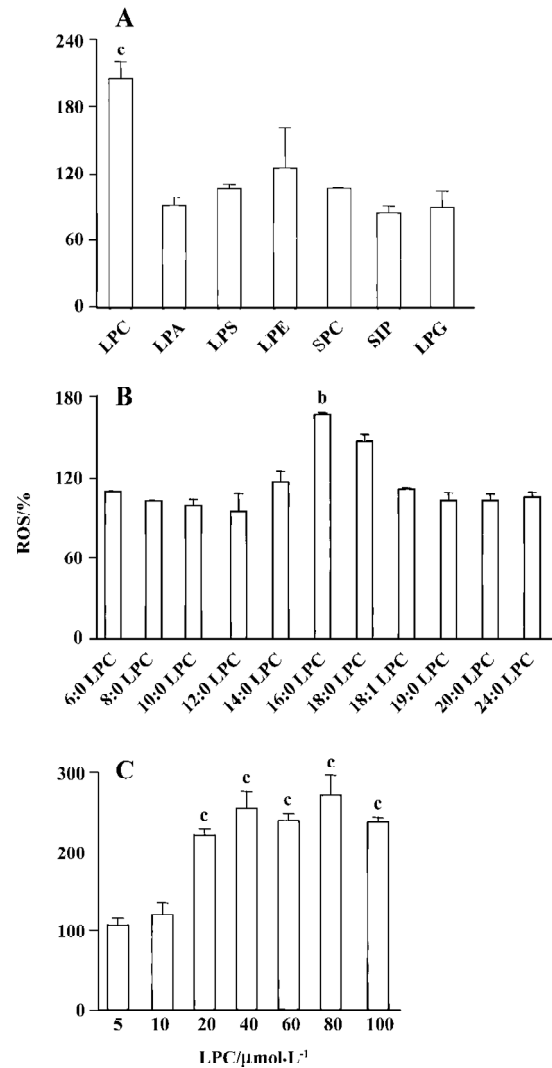 A
240
180
120
60
0
c
LPC LPA LPS LPE SPC SIP LPG
B
180
120
60
0
b
ROS/%
6:0 LPC 8:0 LPC 10:0 LPC 12:0 LPC 14:0 LPC 16:0 LPC 18:0 LPC 18:1 LPC 19:0 LPC 20:0 LPC 24:0 LPC
C
300
200
100
0
c c c c c
5 10 20 40 60 80 100
LPC/μmol·L⁻¹